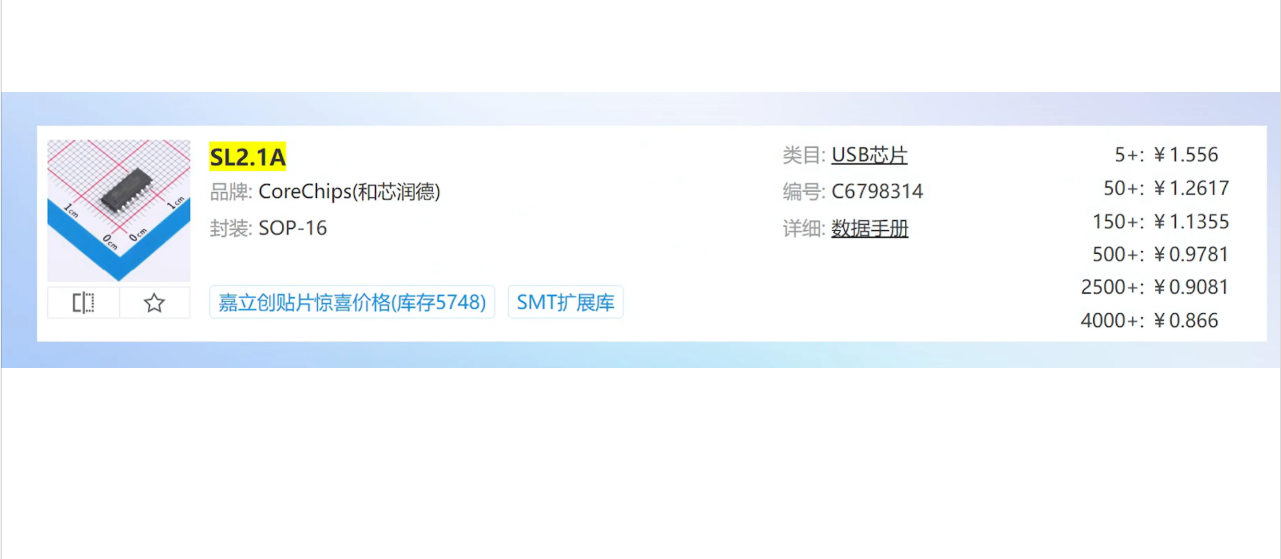 SL2.1A
品牌: CoreChips(和芯润德)
封装: SOP-16
嘉立创贴片惊喜价格(库存5748)
SMT扩展库
类目: USB芯片
编号: C6798314
详细: 数据手册
5+: ￥1.556
50+: ￥1.2617
150+: ￥1.1355
500+: ￥0.9781
2500+: ￥0.9081
4000+: ￥0.866
1cm
0cm
0cm
1cm